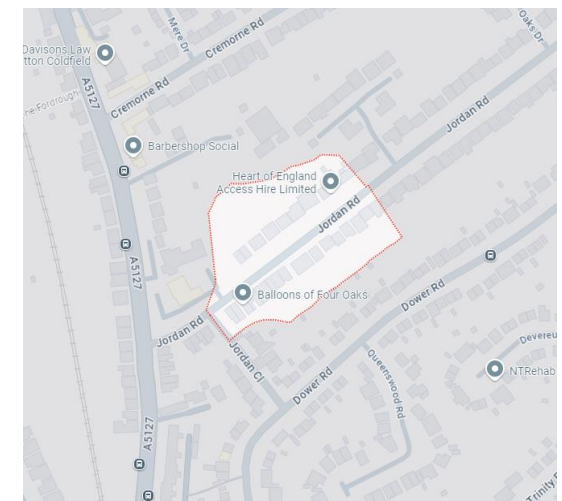 Davisons Law
tton Coldfield
Mere Dr
Cremorne Rd
Oaks Dr
A5127
he Fordrough
Cremorne Rd
Barbershop Social
Jordan Rd
Heart of England
Access Hire Limited
Jordan Rd
A5127
Balloons of Four Oaks
Dower Rd
Jordan Rd
Jordan Cl
Devereu
NTRehab
Queenswood Rd
Dower Rd
A5127
Trinity